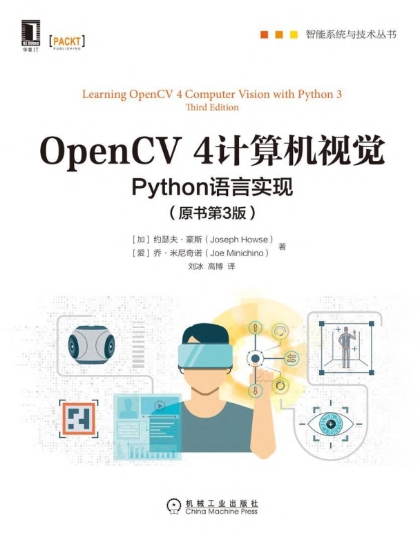 华章IT
[PACKT]
PUBLISHING
智能系统与技术丛书
Learning OpenCV 4 Computer Vision with Python 3
Third Edition
OpenCV 4计算机视觉
Python语言实现
（原书第3版）
［加］约瑟夫·豪斯（Joseph Howse）
［爱］乔·米尼奇诺（Joe Minichino）
著
刘冰 高博 译
机械工业出版社
China Machine Press